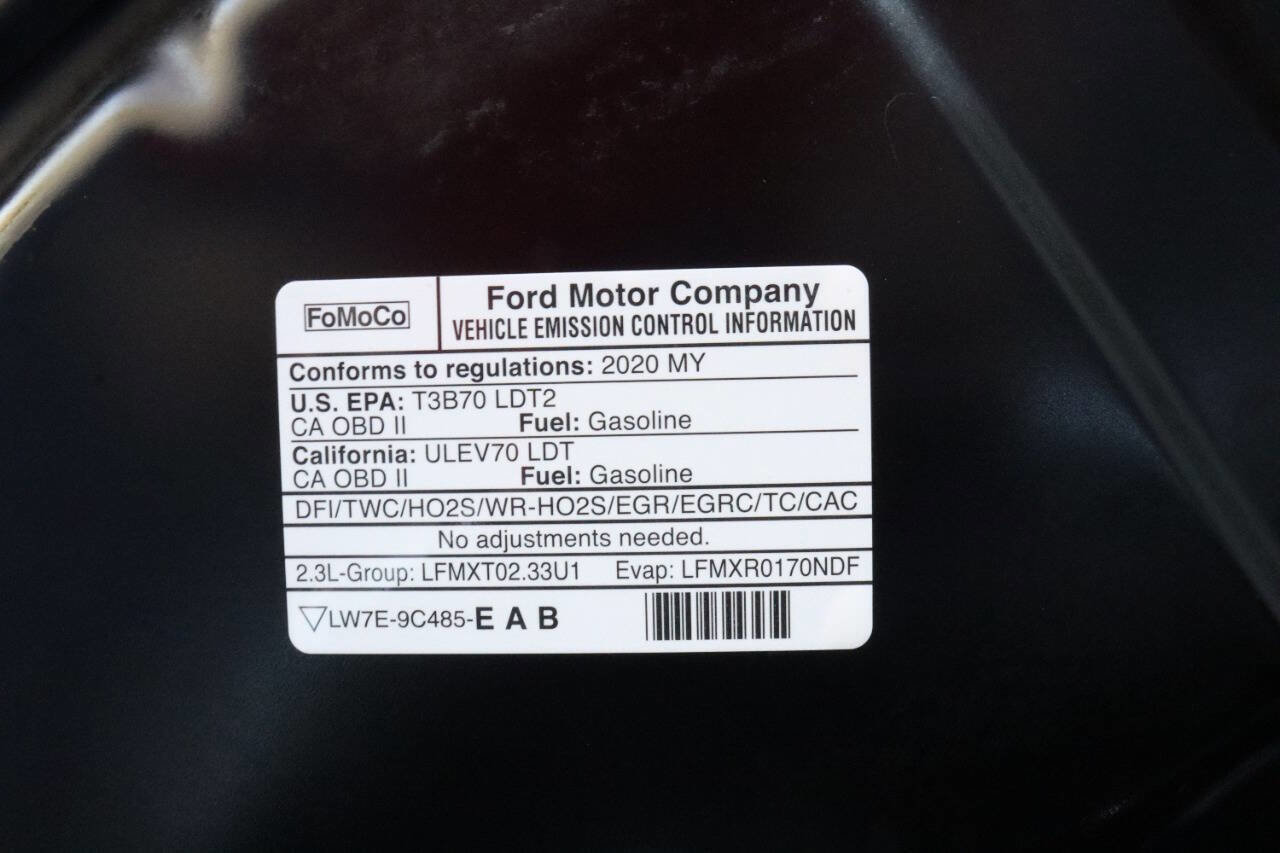 FoMoCo
Ford Motor Company
VEHICLE EMISSION CONTROL INFORMATION
Conforms to regulations: 2020 MY
U.S. EPA: T3B70 LDT2
CA OBD II Fuel: Gasoline
California: ULEV70 LDT
CA OBD II Fuel: Gasoline
DFI/TWC/HO2S/WR-HO2S/EGR/EGRC/TC/CAC
No adjustments needed.
2.3L-Group: LFMXT02.33U1 Evap: LFMXR0170NDF
LW7E-9C485-E A B